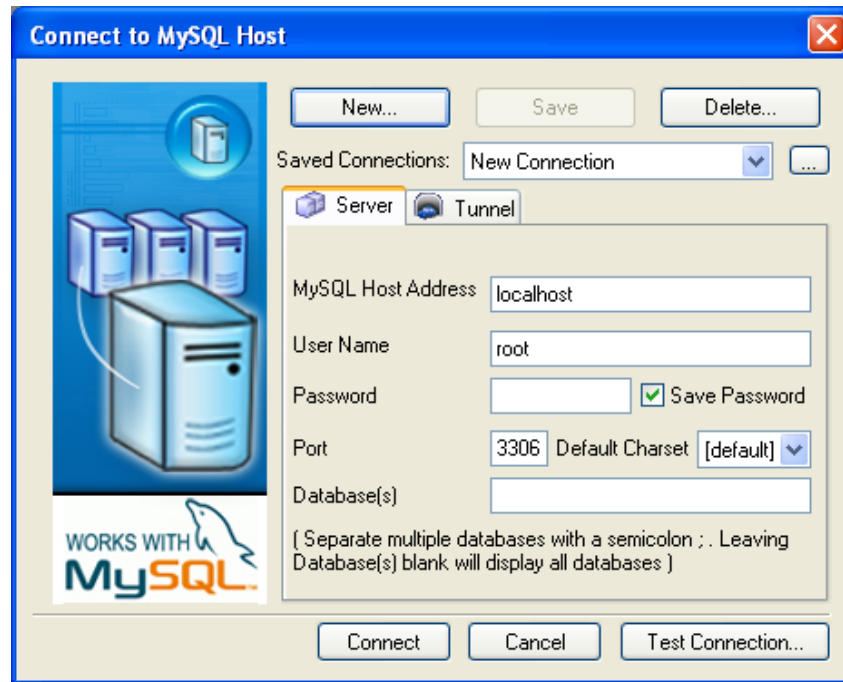 Connect to MySQL Host
New... Save Delete...
Saved Connections: New Connection ...
Server Tunnel
MySQL Host Address localhost
User Name root
Password Save Password
Port 3306 Default Charset [default]
Database(s)
( Separate multiple databases with a semicolon ; . Leaving
Database(s) blank will display all databases )
WORKS WITH
MySQL
Connect Cancel Test Connection...